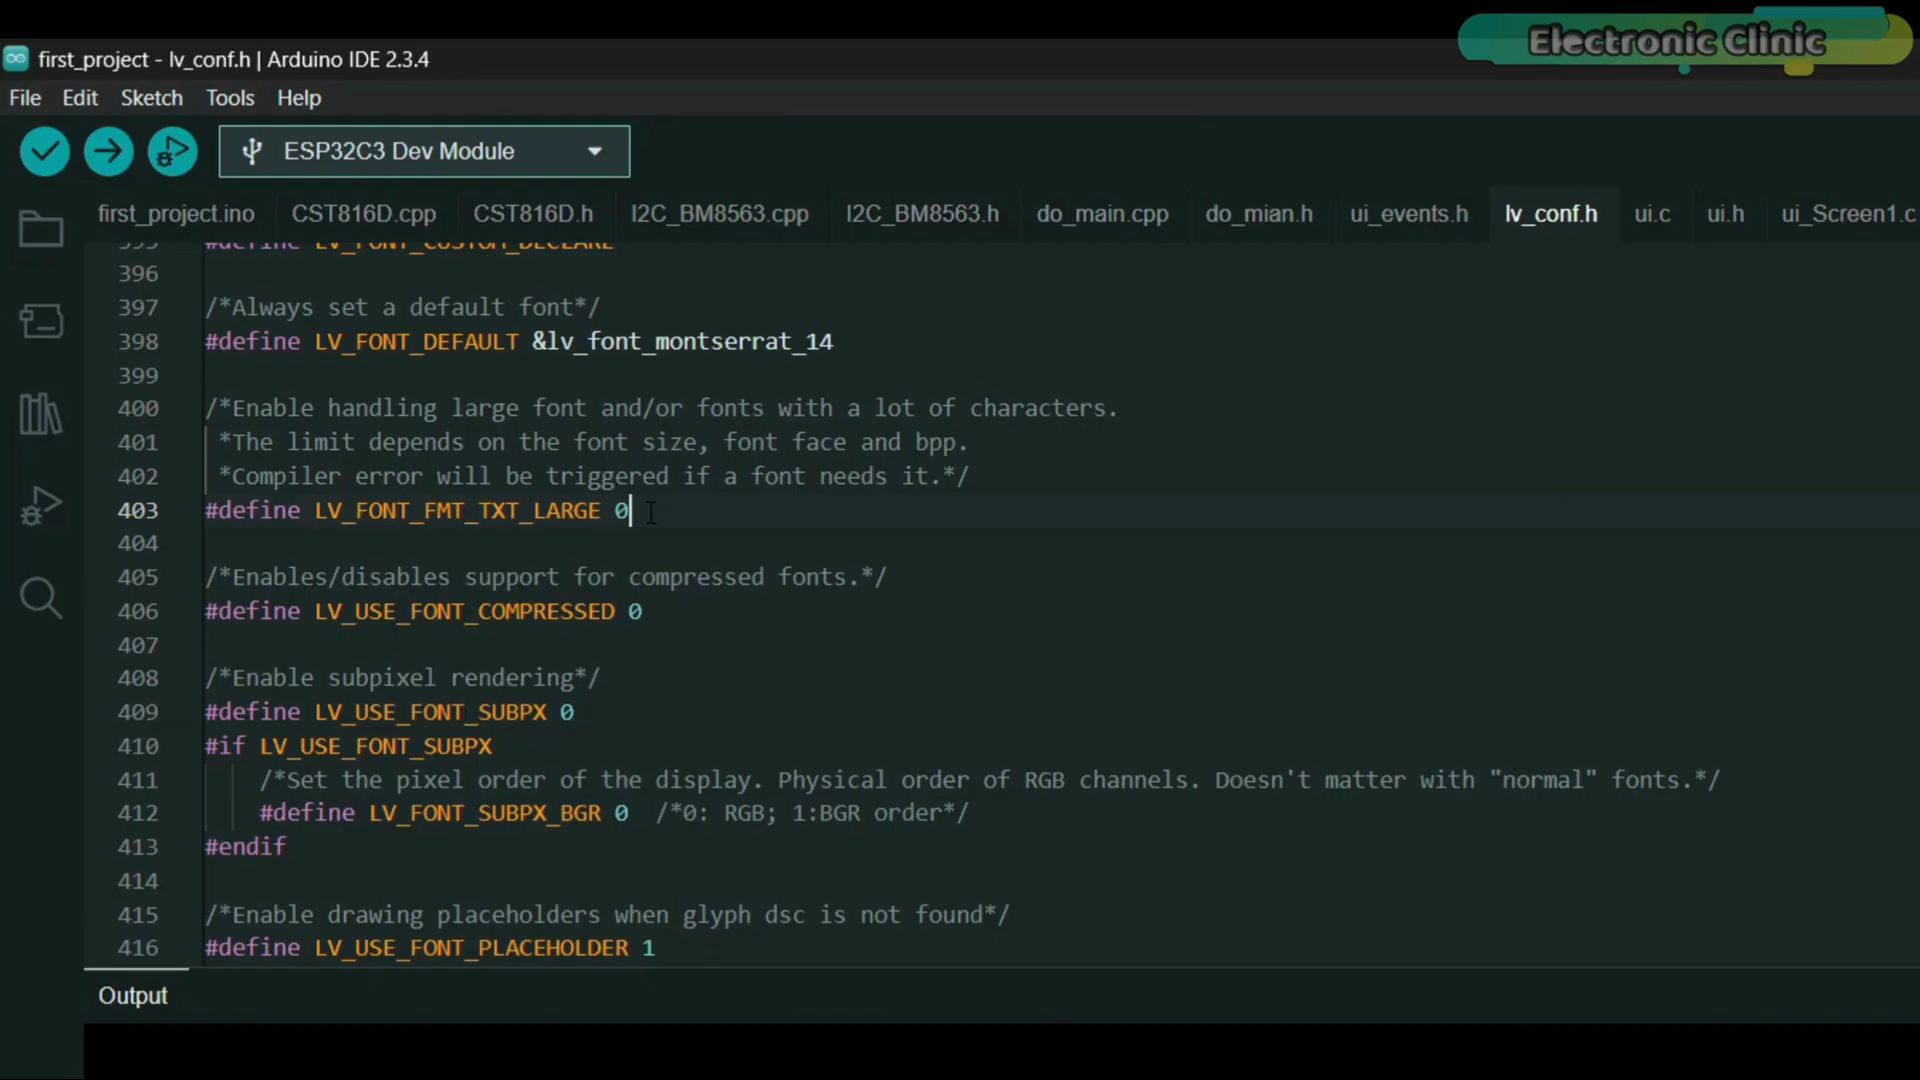 Electronic Clinic
first_project - lv_conf.h | Arduino IDE 2.3.4
File Edit Sketch Tools Help
ESP32C3 Dev Module
first_project.ino CST816D.cpp CST816D.h I2C_BM8563.cpp I2C_BM8563.h do_main.cpp do_mian.h ui_events.h lv_conf.h ui.c ui.h ui_Screen1.c
395 #define LV_FONT_CUSTOM_DECLARE
396
397 /*Always set a default font*/
398 #define LV_FONT_DEFAULT &lv_font_montserrat_14
399
400 /*Enable handling large font and/or fonts with a lot of characters.
401 *The limit depends on the font size, font face and bpp.
402 *Compiler error will be triggered if a font needs it.*/
403 #define LV_FONT_FMT_TXT_LARGE 0
404
405 /*Enables/disables support for compressed fonts.*/
406 #define LV_USE_FONT_COMPRESSED 0
407
408 /*Enable subpixel rendering*/
409 #define LV_USE_FONT_SUBPX 0
410 #if LV_USE_FONT_SUBPX
411 /*Set the pixel order of the display. Physical order of RGB channels. Doesn't matter with "normal" fonts.*/
412 #define LV_FONT_SUBPX_BGR 0 /*0: RGB; 1:BGR order*/
413 #endif
414
415 /*Enable drawing placeholders when glyph dsc is not found*/
416 #define LV_USE_FONT_PLACEHOLDER 1
Output